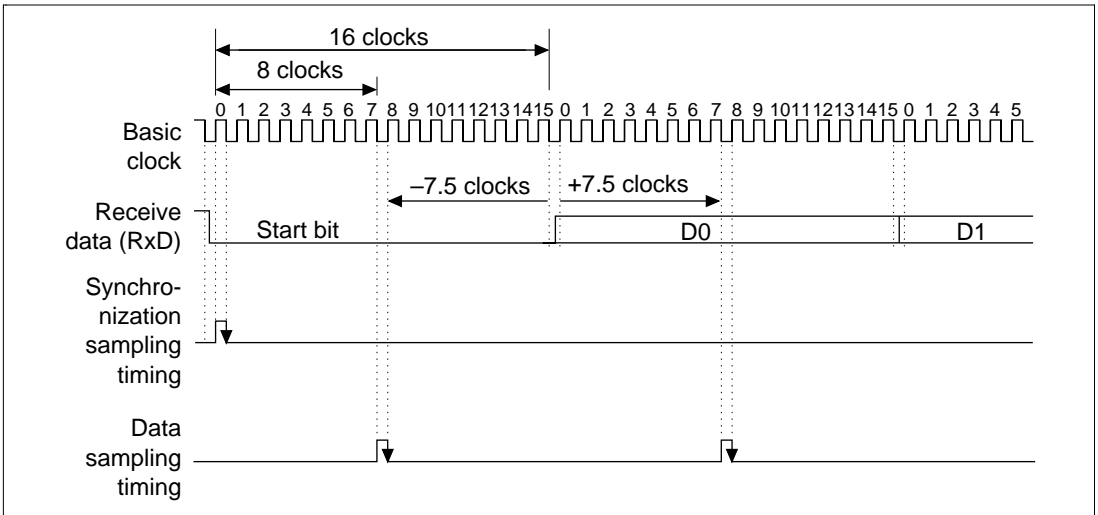 16 clocks
8 clocks
0 1 2 3 4 5 6 7 8 9 10 11 12 13 14 15 0 1 2 3 4 5 6 7 8 9 10 11 12 13 14 15 0 1 2 3 4 5
Basic
clock
–7.5 clocks +7.5 clocks
Receive
data (RxD)
Start bit D0 D1
Synchro-
nization
sampling
timing
Data
sampling
timing